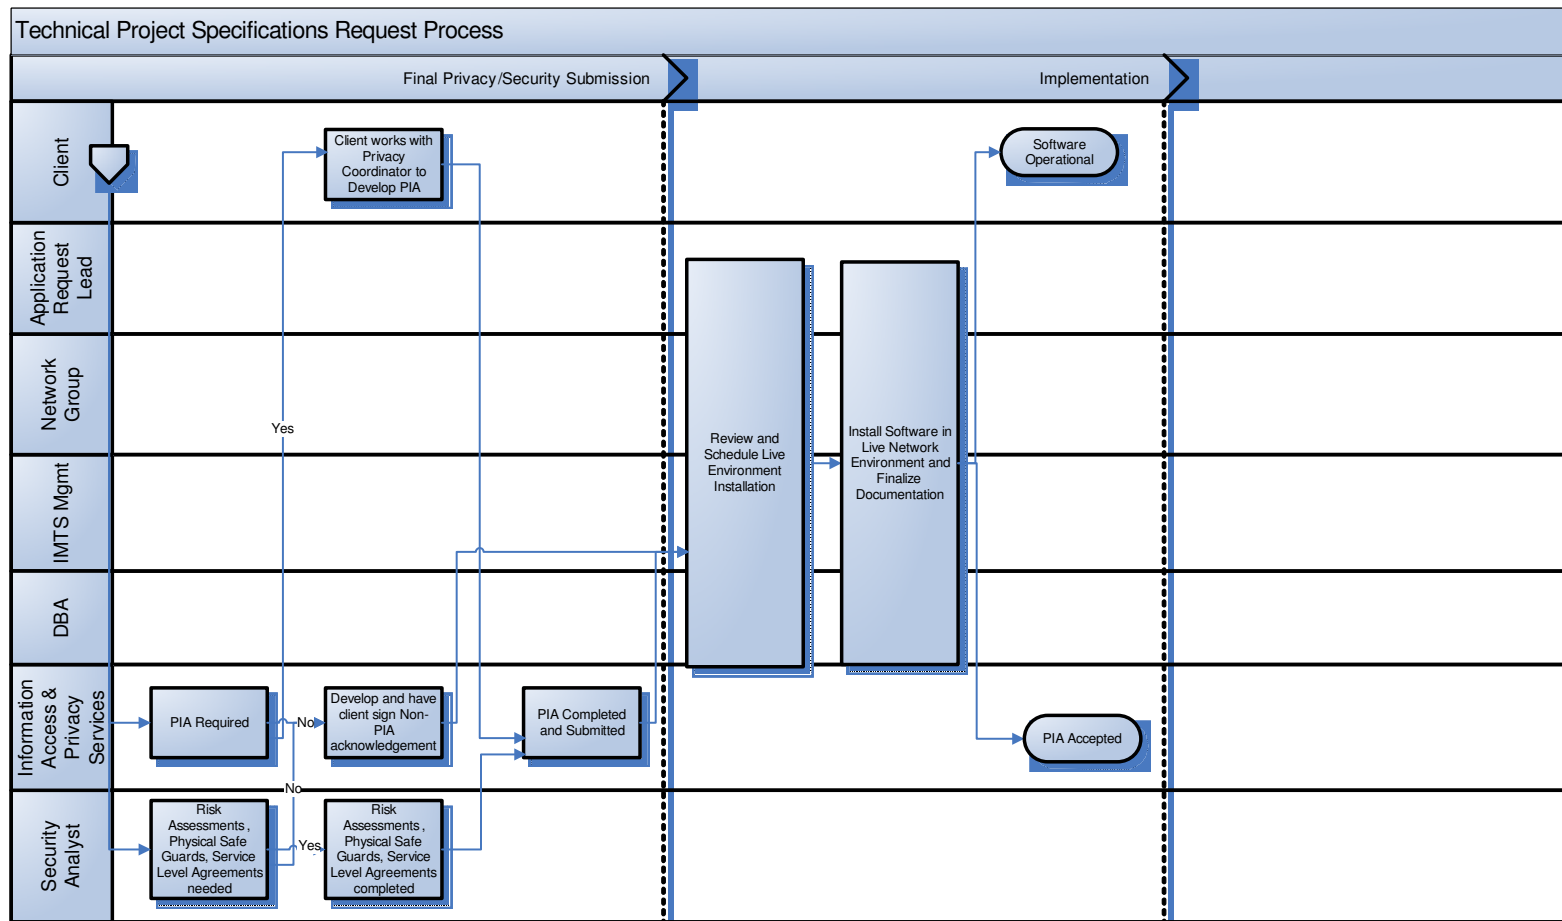 Technical Project Specifications Request Process
Final Privacy/Security Submission
Implementation
Client
Client works with
Privacy
Coordinator to
Develop PIA
Software
Operational
Application
Request
Lead
Network
Group
Yes
Review and
Schedule Live
Environment
Installation
Install Software in
Live Network
Environment and
Finalize
Documentation
IMTS Mgmt
DBA
Information
Access &
Privacy
Services
PIA Required
No
Develop and have
client sign Non-
PIA
acknowledgement
PIA Completed
and Submitted
PIA Accepted
No
Security
Analyst
Risk
Assessments ,
Physical Safe
Guards, Service
Level Agreements
needed
Yes
Risk
Assessments ,
Physical Safe
Guards, Service
Level Agreements
completed